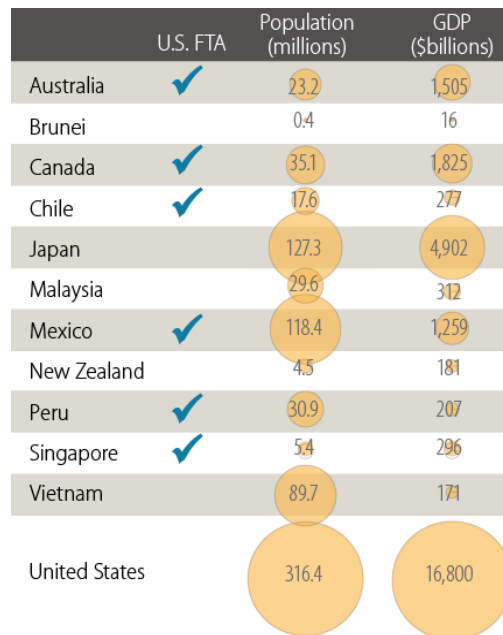 U.S. FTA Population (millions) GDP ($billions)
Australia 23.2 1,505
Brunei 0.4 16
Canada 35.1 1,825
Chile 17.6 277
Japan 127.3 4,902
Malaysia 29.6 312
Mexico 118.4 1,259
New Zealand 4.5 181
Peru 30.9 207
Singapore 5.4 296
Vietnam 89.7 171
United States 316.4 16,800